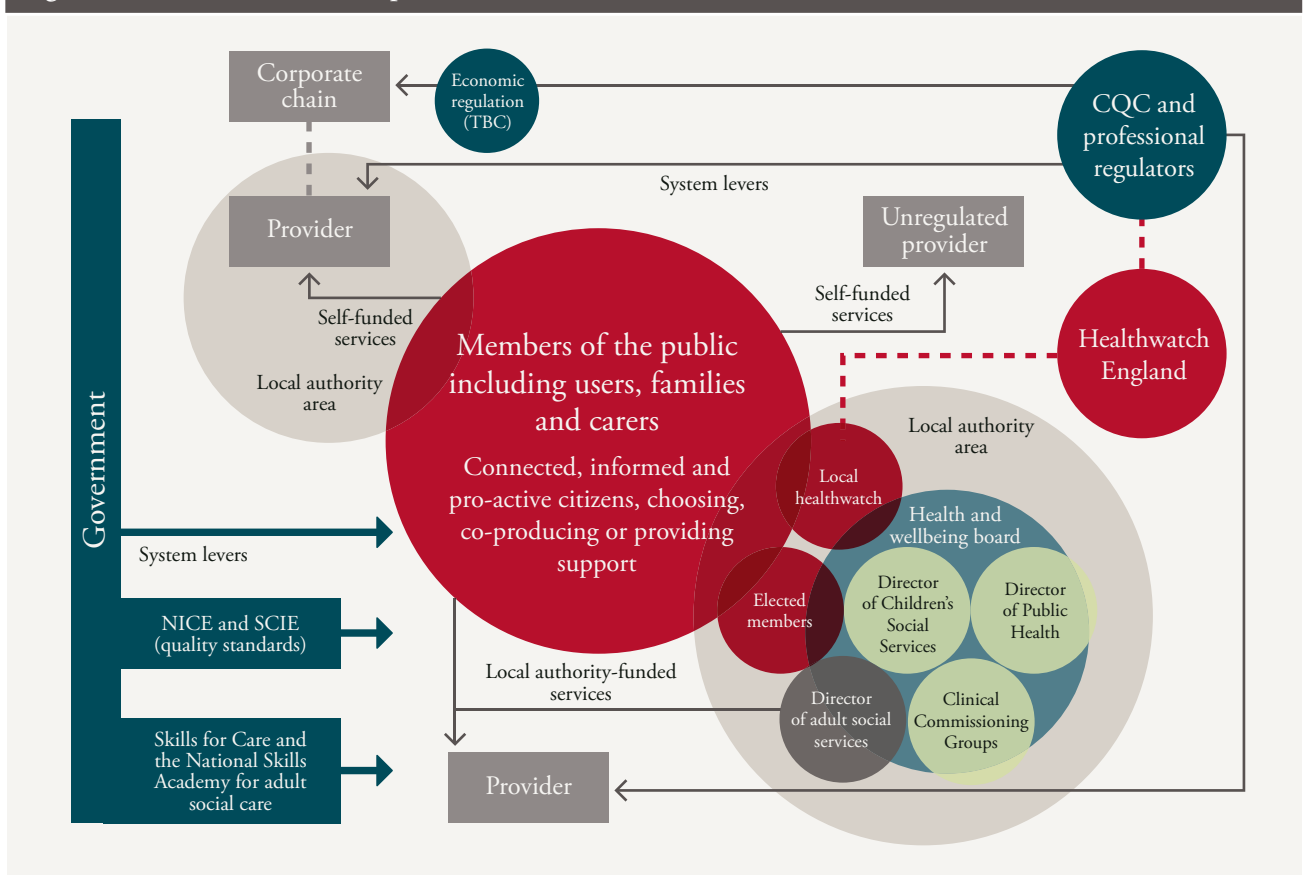 Corporate
chain
Economic
regulation
(TBC)
CQC and
professional
regulators
System levers
Provider
Unregulated
provider
Self-funded
services
Self-funded
services
Local authority
area
Members of the public
including users, families
and carers
Connected, informed and
pro-active citizens, choosing,
co-producing or providing
support
Healthwatch
England
Government
System levers
NICE and SCIE
(quality standards)
Skills for Care and
the National Skills
Academy for adult
social care
Local authority
area
Local
healthwatch
Health and
wellbeing board
Elected
members
Director
of Children's
Social
Services
Director
of Public
Health
Director
of adult social
services
Clinical
Commissioning
Groups
Local authority-funded
services
Provider